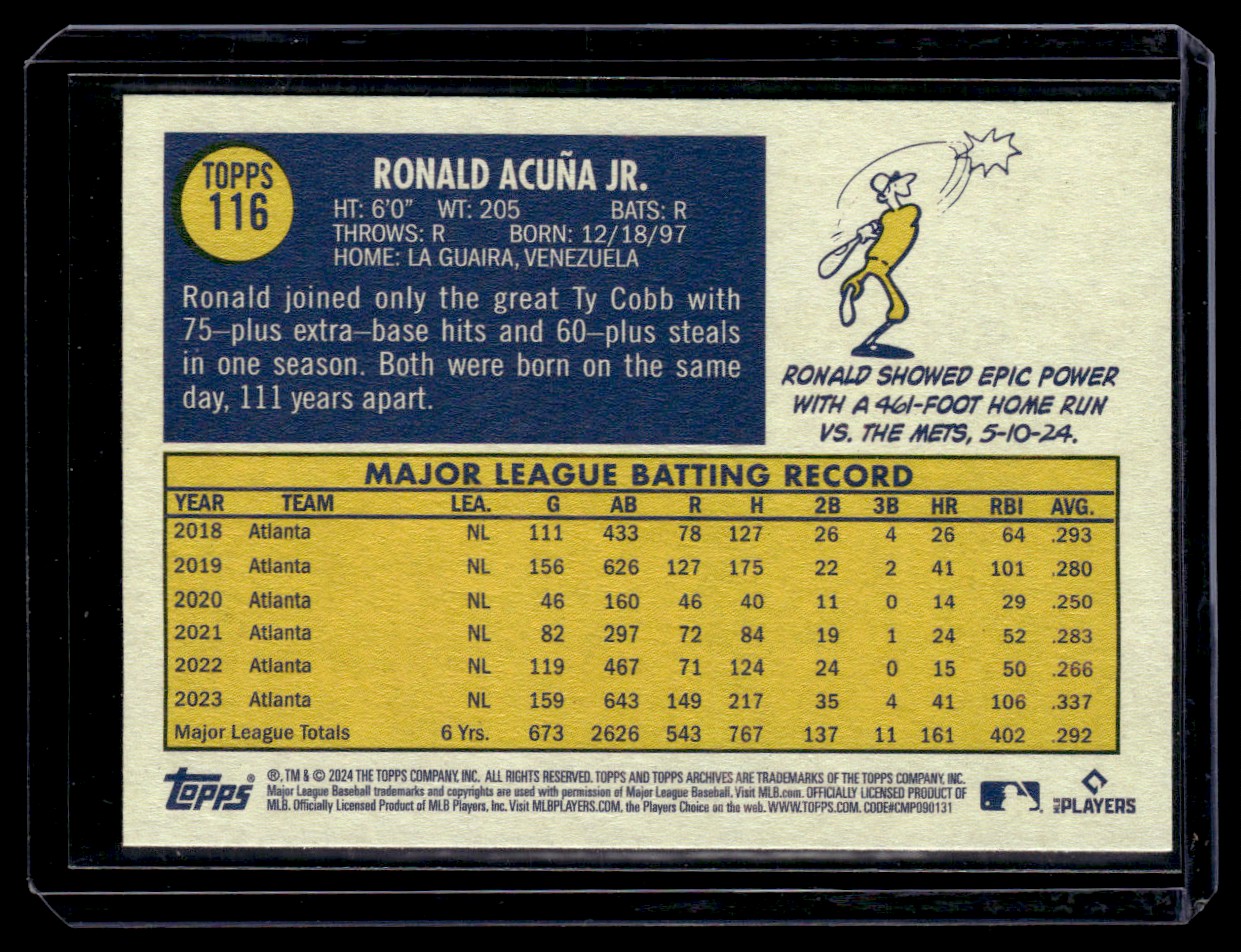 TOPPS
116
RONALD ACUÑA JR.
HT: 6'0" WT: 205 BATS: R
THROWS: R BORN: 12/18/97
HOME: LA GUAIRA, VENEZUELA
Ronald joined only the great Ty Cobb with
75–plus extra–base hits and 60–plus steals
in one season. Both were born on the same
day, 111 years apart.
RONALD SHOWED EPIC POWER
WITH A 461-FOOT HOME RUN
VS. THE METS, 5-10-24.
MAJOR LEAGUE BATTING RECORD
YEAR TEAM LEA. G AB R H 2B 3B HR RBI AVG.
2018 Atlanta NL 111 433 78 127 26 4 26 64 .293
2019 Atlanta NL 156 626 127 175 22 2 41 101 .280
2020 Atlanta NL 46 160 46 40 11 0 14 29 .250
2021 Atlanta NL 82 297 72 84 19 1 24 52 .283
2022 Atlanta NL 119 467 71 124 24 0 15 50 .266
2023 Atlanta NL 159 643 149 217 35 4 41 106 .337
Major League Totals 6 Yrs. 673 2626 543 767 137 11 161 402 .292
Topps®
®, TM & © 2024 THE TOPPS COMPANY, INC. ALL RIGHTS RESERVED. TOPPS AND TOPPS ARCHIVES ARE TRADEMARKS OF THE TOPPS COMPANY, INC.
Major League Baseball trademarks and copyrights are used with permission of Major League Baseball. Visit MLB.com. OFFICIALLY LICENSED PRODUCT OF
MLB. Officially Licensed Product of MLB Players, Inc. Visit MLBPLAYERS.COM, the Players Choice on the web. WWW.TOPPS.COM. CODE#CMP090131
MLB PLAYERS